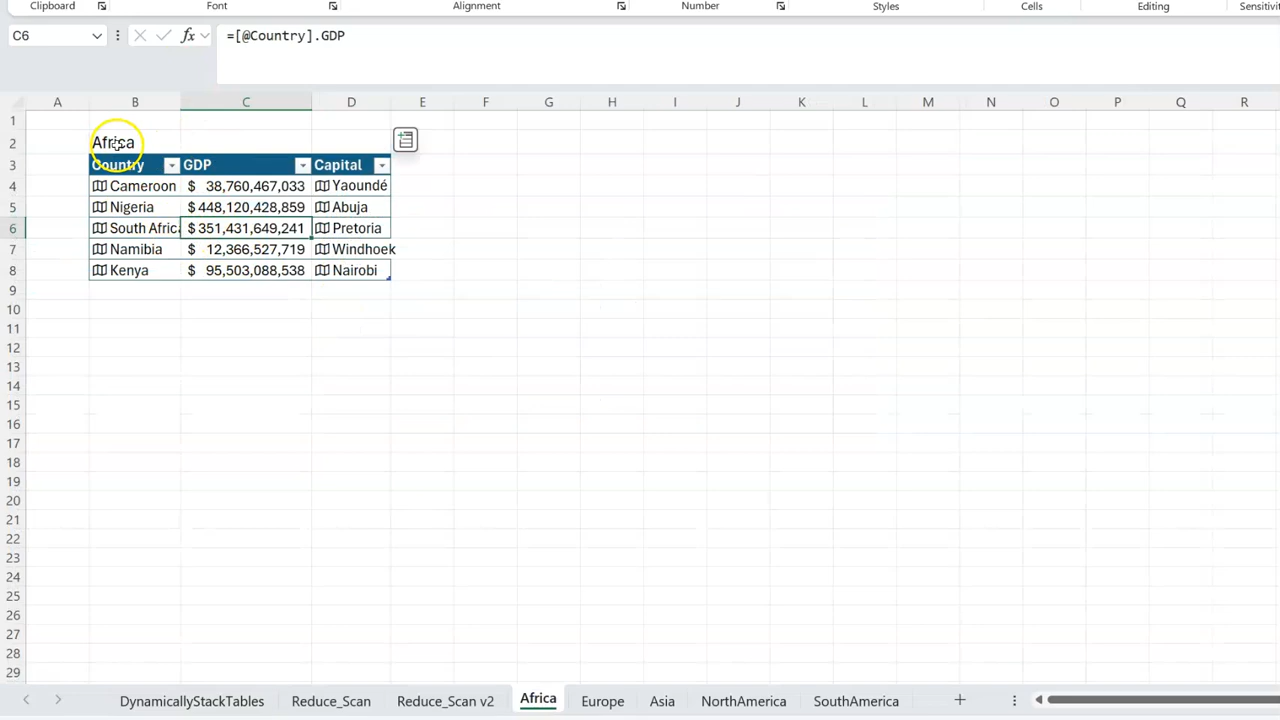 Clipboard Font Alignment Number Styles Cells Editing Sensitivi
C6 fx =[@Country].GDP
A B C D E F G H I J K L M N O P Q R
1
2 Africa
3 Country GDP Capital
4 Cameroon $ 38,760,467,033 Yaoundé
5 Nigeria $ 448,120,428,859 Abuja
6 South Africa $ 351,431,649,241 Pretoria
7 Namibia $ 12,366,527,719 Windhoek
8 Kenya $ 95,503,088,538 Nairobi
9
10
11
12
13
14
15
16
17
18
19
20
21
22
23
24
25
26
27
28
29
DynamicallyStackTables Reduce_Scan Reduce_Scan v2 Africa Europe Asia NorthAmerica SouthAmerica